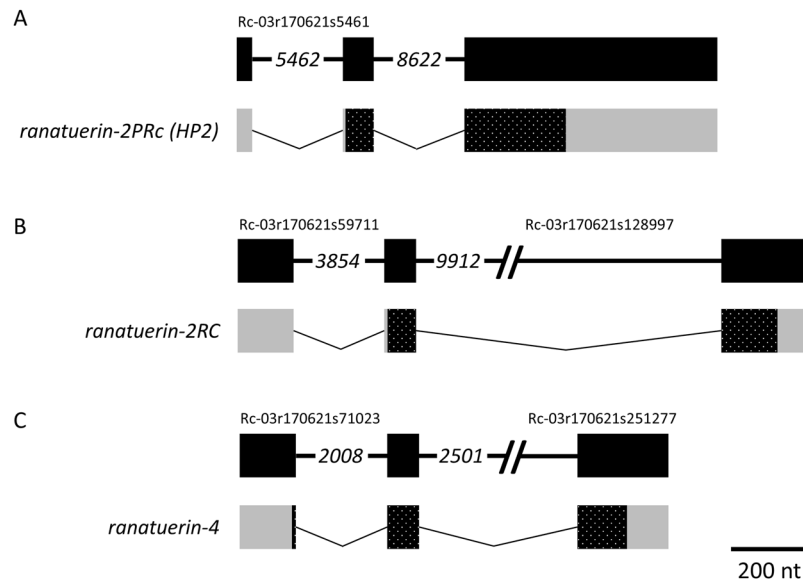 A
Rc-03r170621s5461
5462 8622
ranatuerin-2PRc (HP2)
B
Rc-03r170621s59711 Rc-03r170621s128997
3854 9912
ranatuerin-2RC
C
Rc-03r170621s71023 Rc-03r170621s251277
2008 2501
ranatuerin-4
200 nt